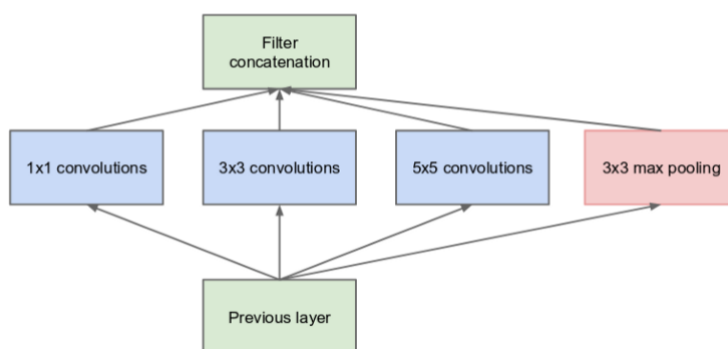 Filter
concatenation
1x1 convolutions
3x3 convolutions
5x5 convolutions
3x3 max pooling
Previous layer